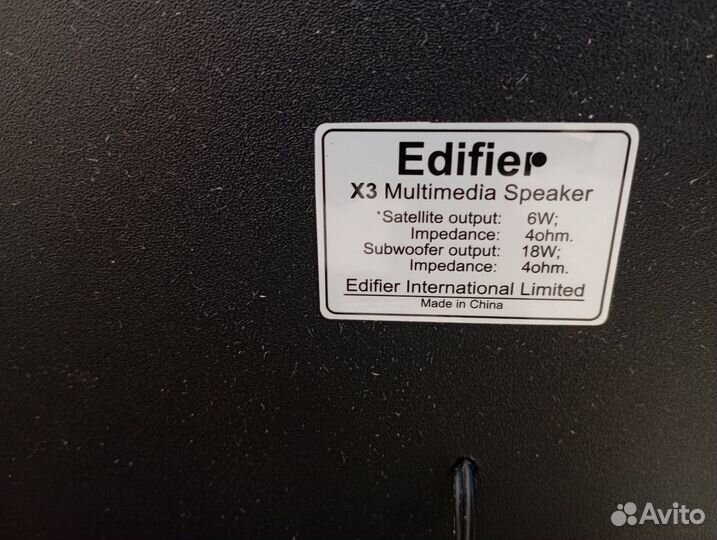 Edifier
X3 Multimedia Speaker
*Satellite output: 6W;
Impedance: 4ohm.
Subwoofer output: 18W;
Impedance: 4ohm.
Edifier International Limited
Made in China
Avito